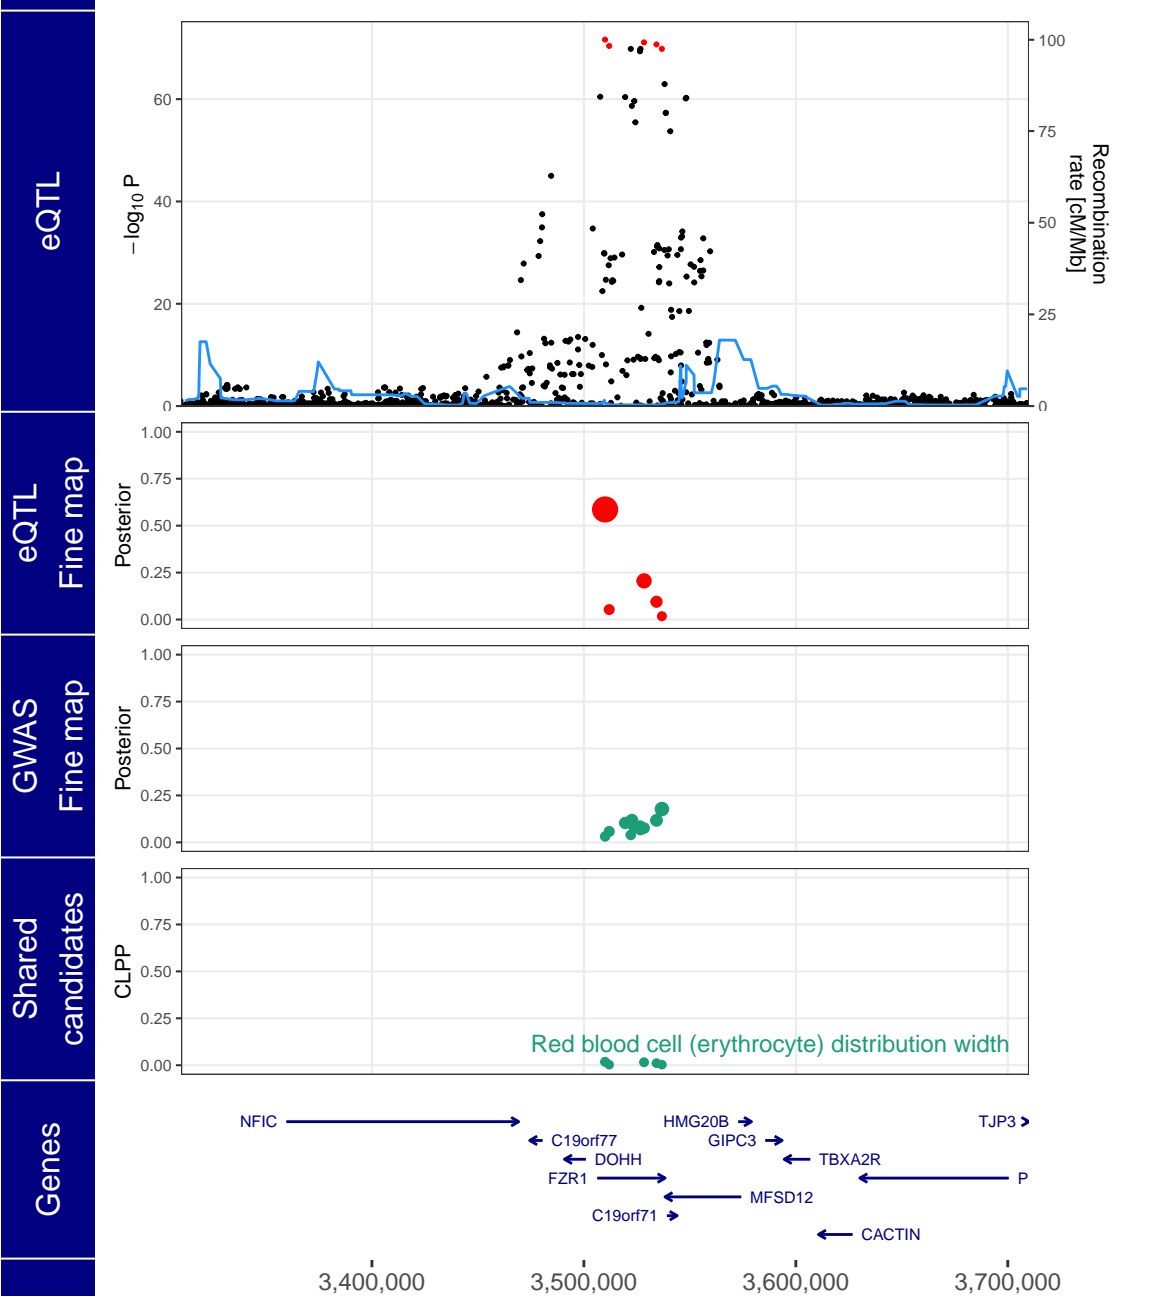 eQTL
−log10 P
60
40
20
0
100
75
50
25
0
Recombination
rate [cM/Mb]
eQTL
Fine map
Posterior
1.00
0.75
0.50
0.25
0.00
GWAS
Fine map
Posterior
1.00
0.75
0.50
0.25
0.00
Shared
candidates
CLPP
1.00
0.75
0.50
0.25
0.00
Red blood cell (erythrocyte) distribution width
Genes
NFIC HMG20B TJP3
C19orf77 GIPC3
DOHH TBXA2R
FZR1 P
MFSD12
C19orf71
CACTIN
3,400,000 3,500,000 3,600,000 3,700,000